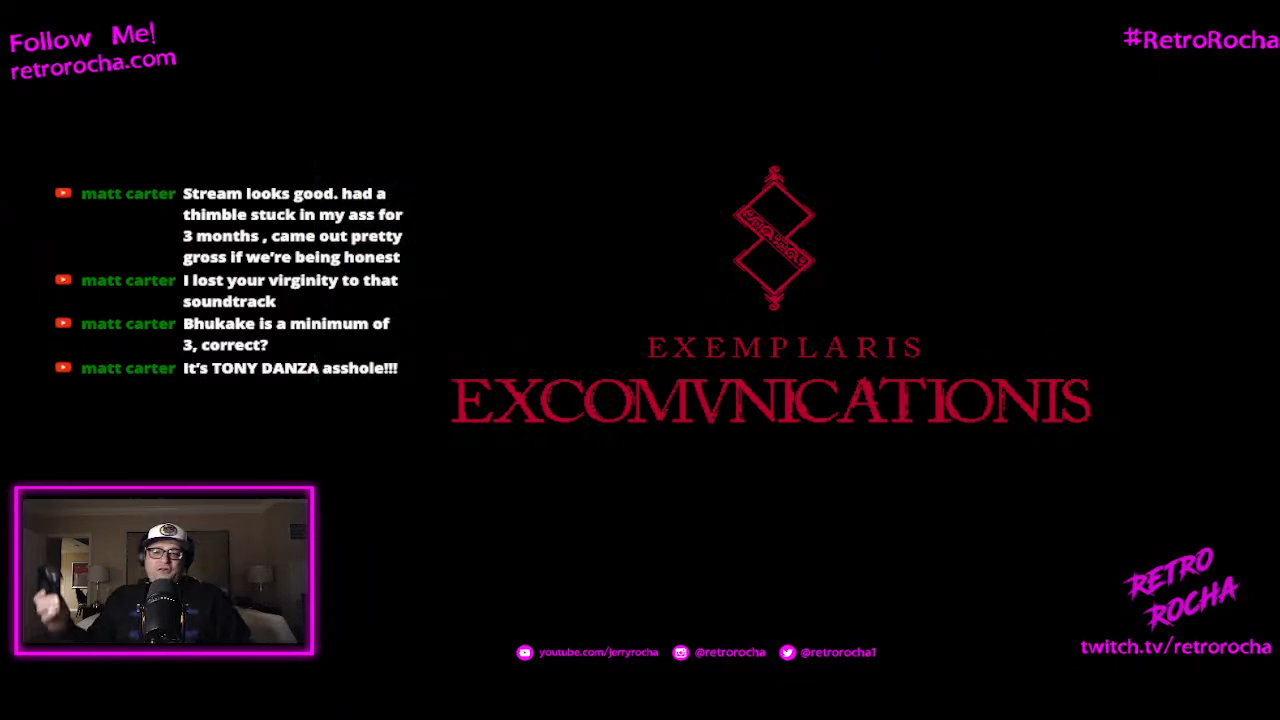 Follow Me!
retrorocha.com
#RetroRocha
matt carter Stream looks good. had a
thimble stuck in my ass for
3 months , came out pretty
gross if we're being honest
matt carter I lost your virginity to that
soundtrack
matt carter Bhukake is a minimum of
3, correct?
matt carter It's TONY DANZA asshole!!!
EXEMPLARIS
EXCOMVNICATIONIS
RETRO
ROCHA
twitch.tv/retrorocha
youtube.com/jerryrocha @retrorocha @retrorocha1